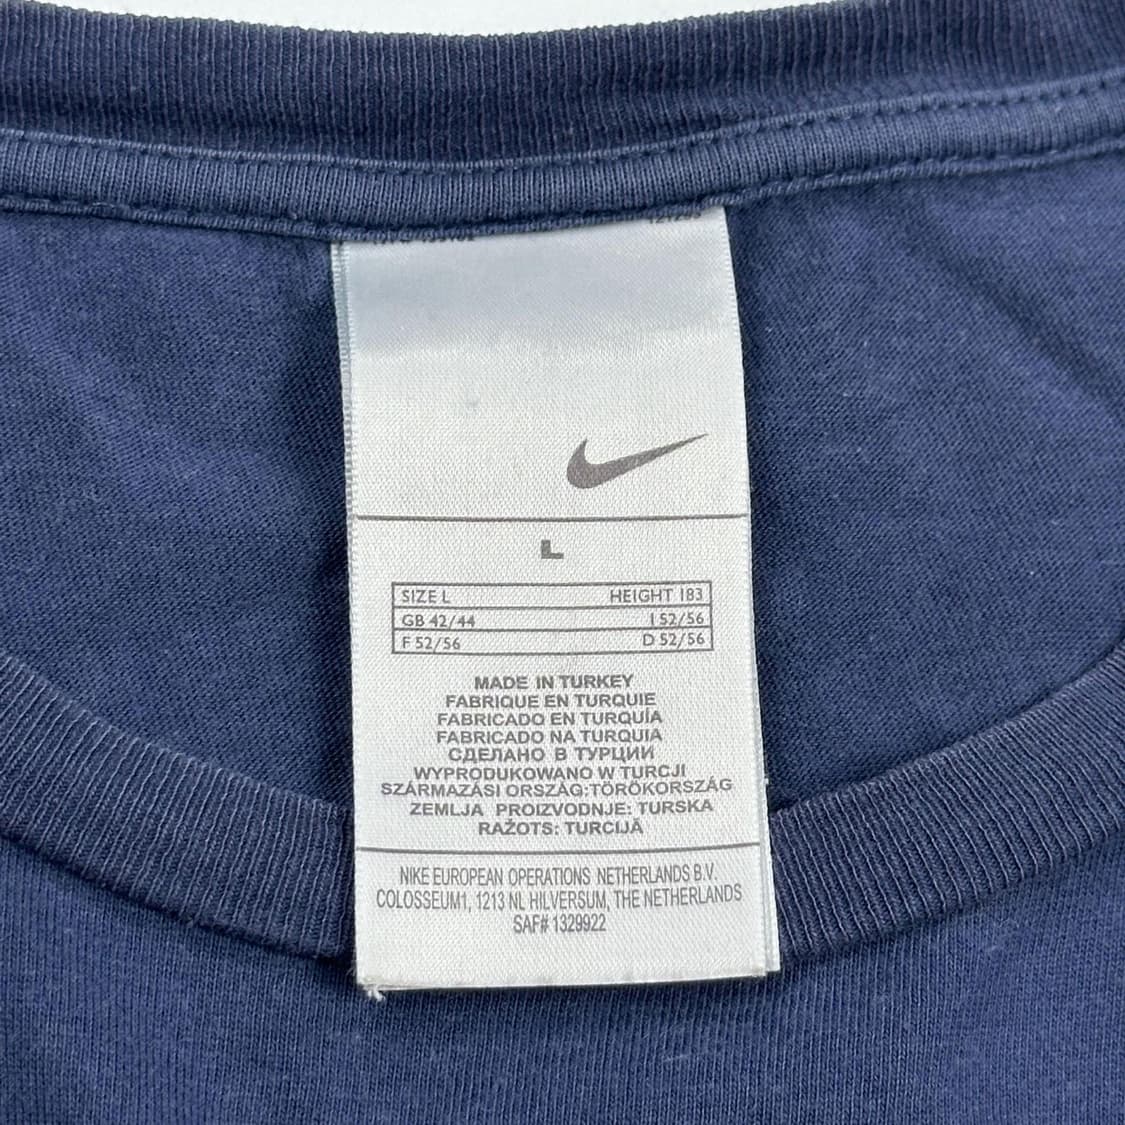 L
SIZE L HEIGHT 183
GB 42/44 I 52/56
F 52/56 D 52/56
MADE IN TURKEY
FABRIQUE EN TURQUIE
FABRICADO EN TURQUÍA
FABRICADO NA TURQUIA
СДЕЛАНО В ТУРЦИИ
WYPRODUKOWANO W TURCJI
SZÁRMAZÁSI ORSZÁG:TÖRÖKORSZÁG
ZEMLJA PROIZVODNJE: TURSKA
RAŽOTS: TURCIJĀ
NIKE EUROPEAN OPERATIONS NETHERLANDS B.V.
COLOSSEUM1, 1213 NL HILVERSUM, THE NETHERLANDS
SAF# 1329922